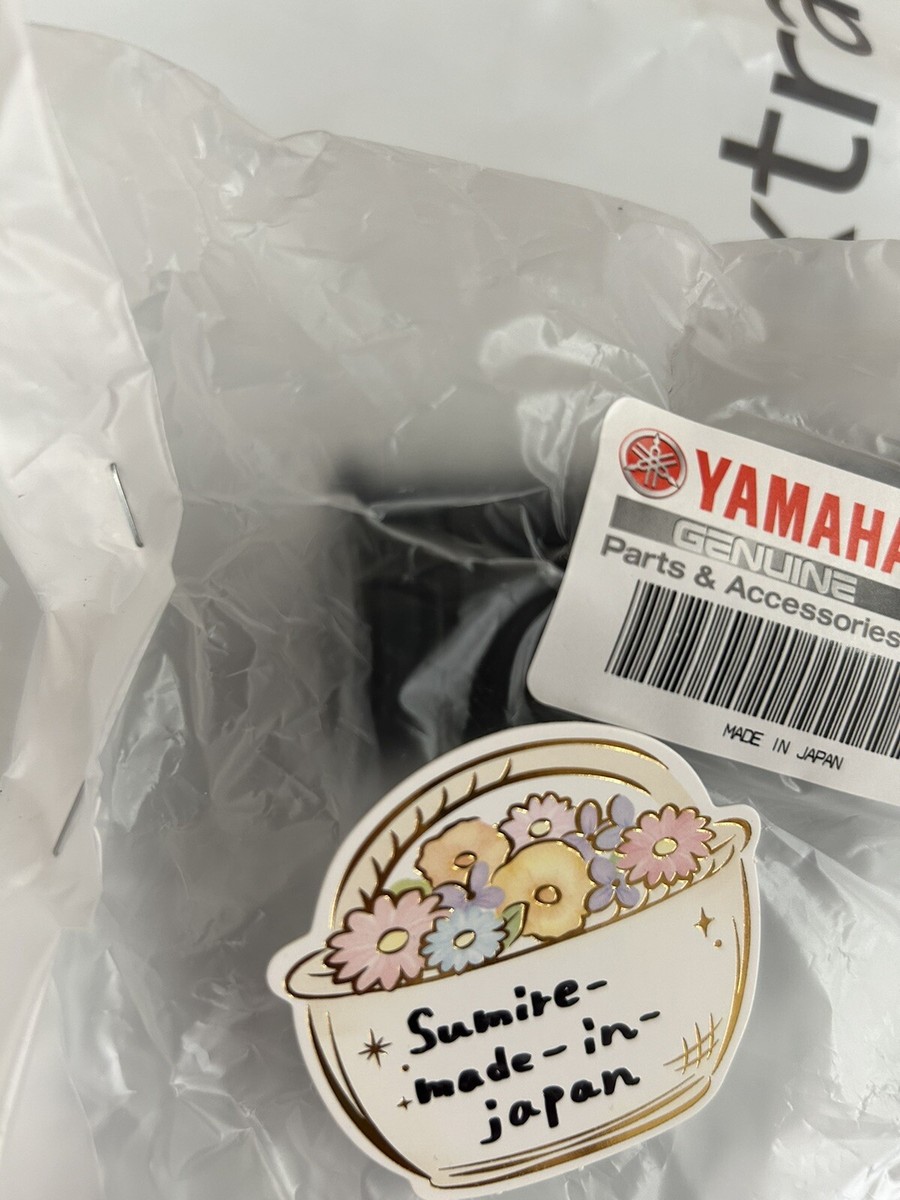 xtra
YAMAHA
GENUINE
Parts & Accessories
MADE IN JAPAN
Sumire-
made-in-
japan